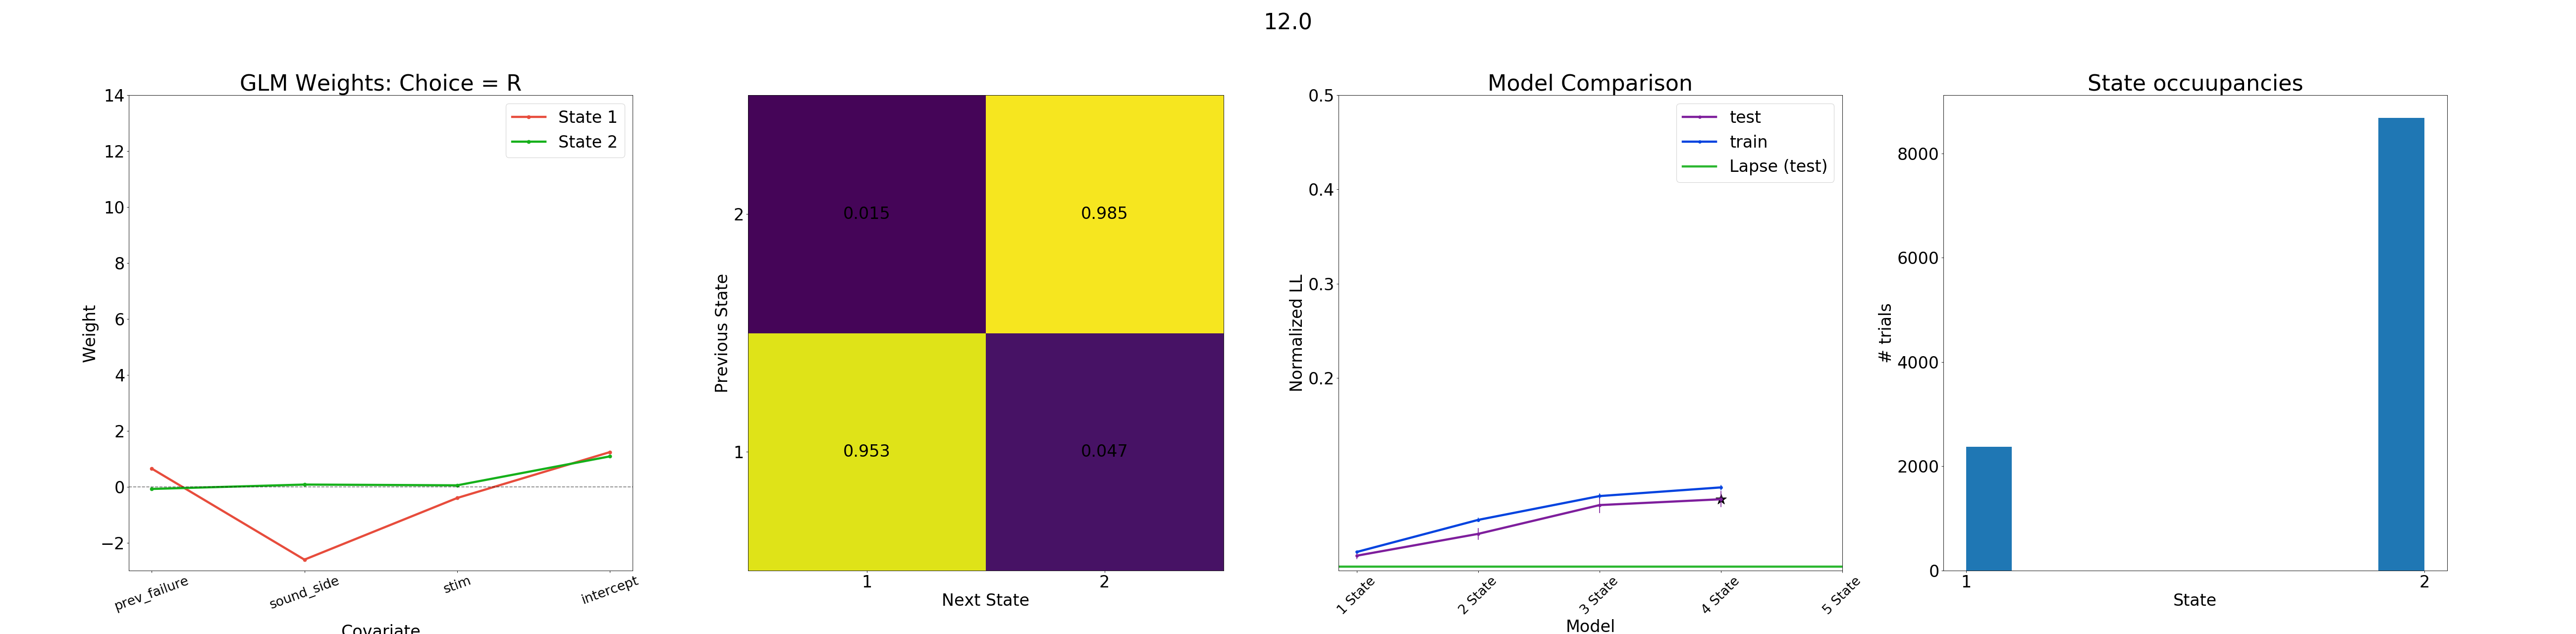 12.0
GLM Weights: Choice = R
14
12
10
8
6
4
2
0
−2
Weight
State 1
State 2
prev_failure
sound_side
stim
intercept
Covariate
Previous State
2
1
0.015
0.985
0.953
0.047
1
2
Next State
Model Comparison
0.5
0.4
0.3
0.2
Normalized LL
test
train
Lapse (test)
1 State
2 State
3 State
4 State
5 State
Model
State occuupancies
8000
6000
4000
2000
0
# trials
1
2
State